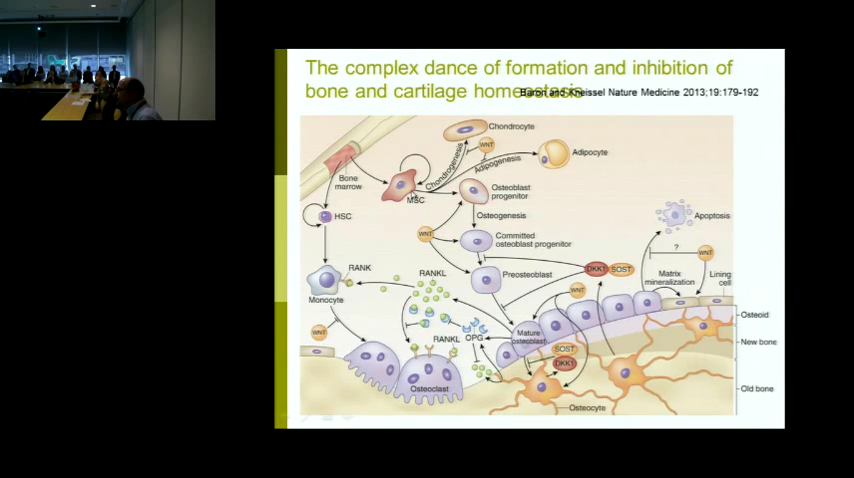 The complex dance of formation and inhibition of
bone and cartilage homeostasis
Baron and Kneissel Nature Medicine 2013;19:179-192
Chondrocyte
WNT
Chondrogenesis
Adipogenesis
Adipocyte
Bone
marrow
MSC
Osteoblast
progenitor
HSC
Osteogenesis
Apoptosis
WNT
Committed
osteoblast progenitor
?
WNT
RANK
RANKL
Preosteoblast
DKK1
SOST
Matrix
mineralization
Lining
cell
Monocyte
WNT
Osteoid
WNT
RANKL
OPG
Mature
osteoblast
New bone
SOST
DKK1
Osteoclast
Old bone
Osteocyte